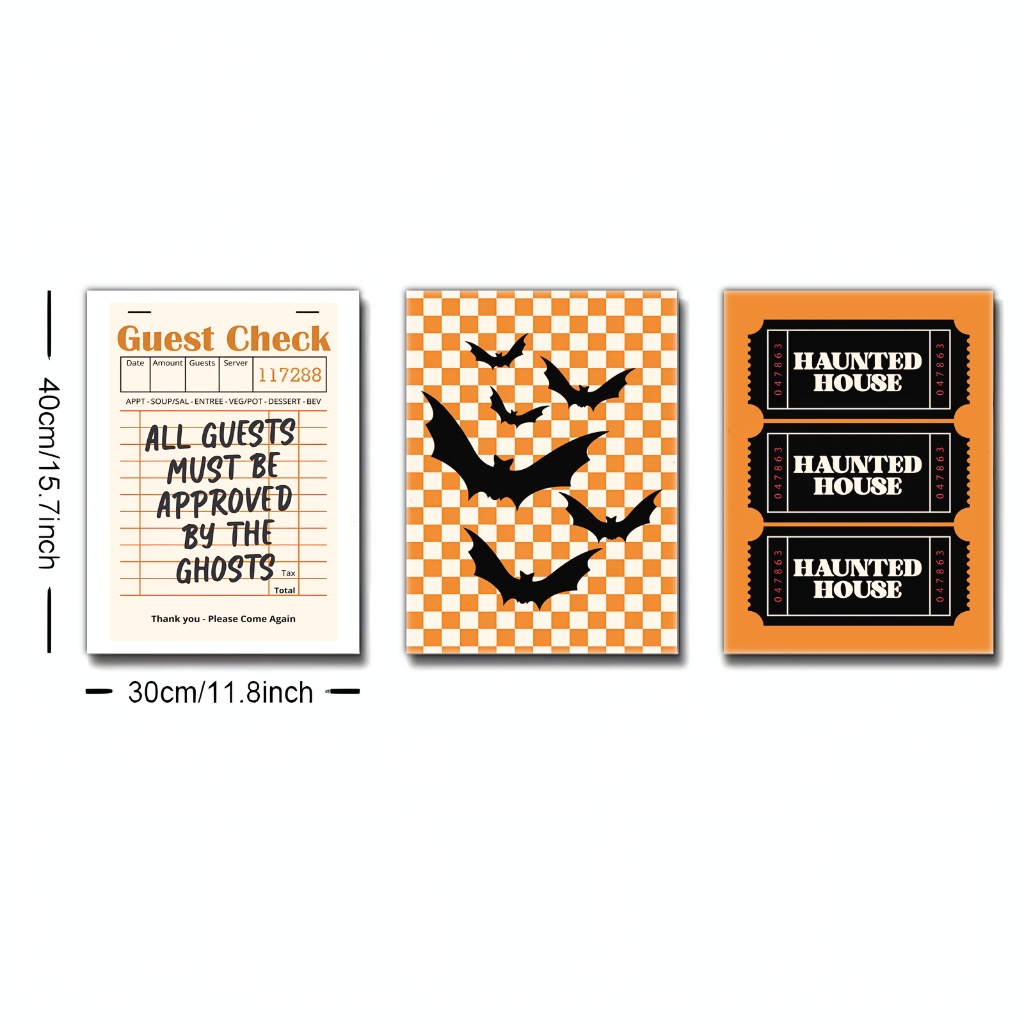 40cm/15.7inch
Guest Check
Date Amount Guests Server
117288
APPT - SOUP/SAL - ENTREE - VEG/POT - DESSERT - BEV
ALL GUESTS
MUST BE
APPROVED
BY THE
GHOSTS
Tax
Total
Thank you - Please Come Again
30cm/11.8inch
047863
HAUNTED
HOUSE
047863
047863
HAUNTED
HOUSE
047863
047863
HAUNTED
HOUSE
047863